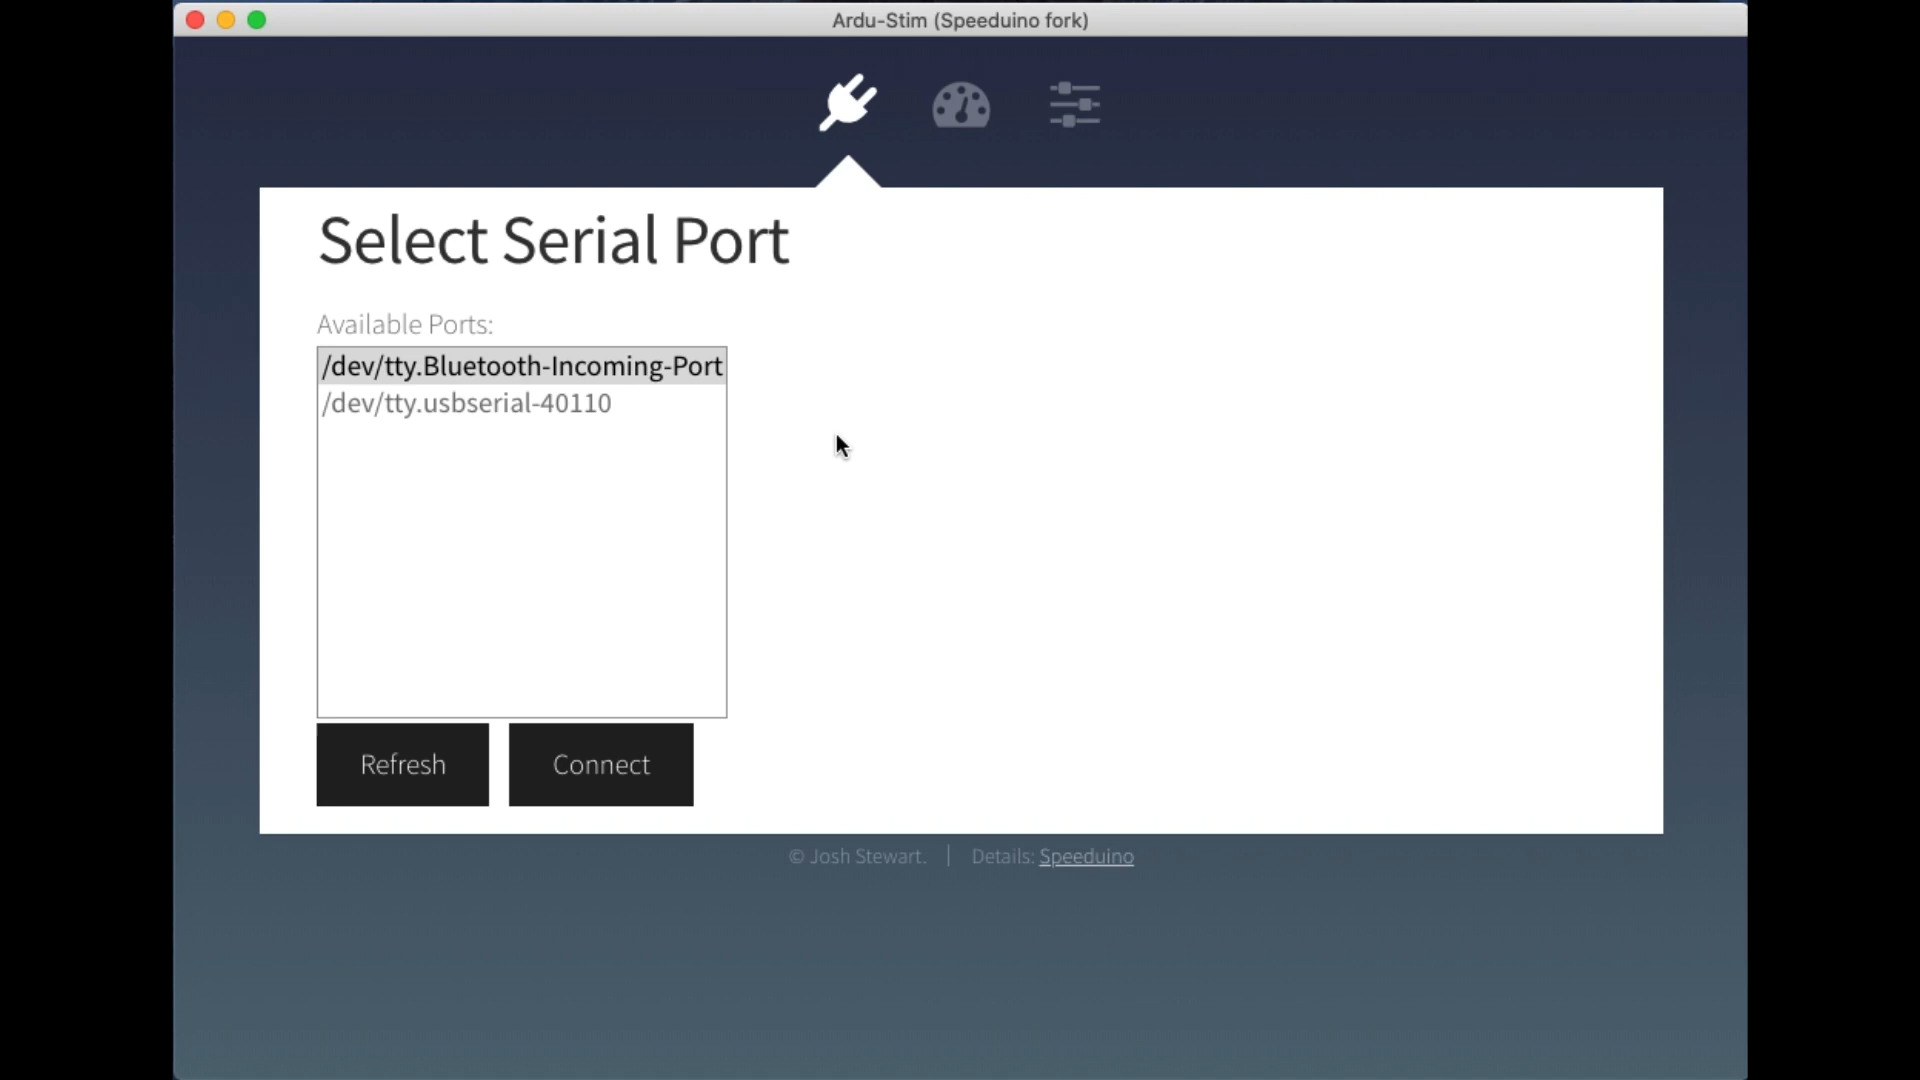 Ardu-Stim (Speeduino fork)
Select Serial Port
Available Ports:
/dev/tty.Bluetooth-Incoming-Port
/dev/tty.usbserial-40110
Refresh Connect
© Josh Stewart. | Details: Speeduino